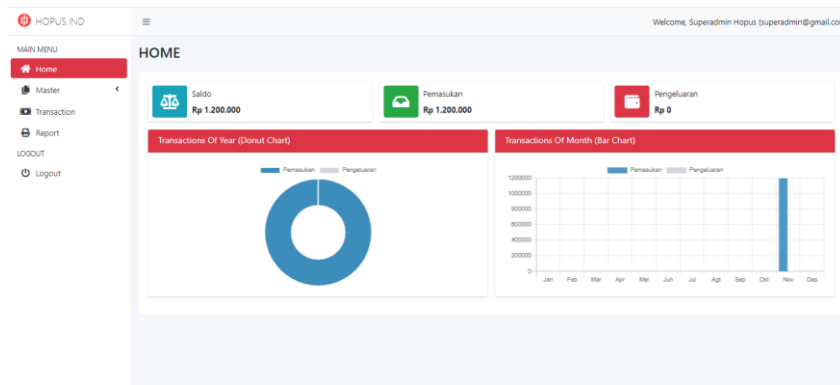 HOPUS.IND
Welcome, Superadmin Hopus (superadmin@gmail.co
MAIN MENU
Home
Master
Transaction
Report
LOGOUT
Logout
HOME
Saldo
Rp 1.200.000
Pemasukan
Rp 1.200.000
Pengeluaran
Rp 0
Transactions Of Year (Donut Chart)
Pemasukan Pengeluaran
Transactions Of Month (Bar Chart)
Pemasukan Pengeluaran
1200000
1000000
800000
600000
400000
200000
0
Jan Feb Mar Apr Mei Jun Jul Agt Sep Okt Nov Des